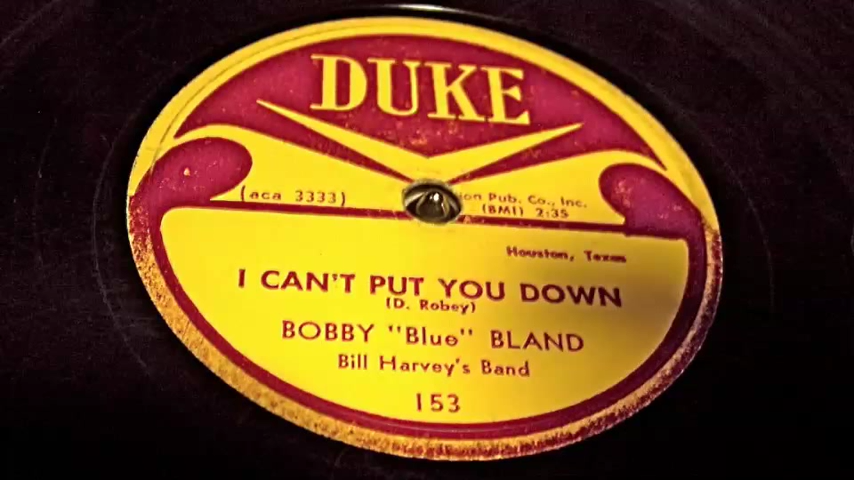 DUKE
(aca 3333)
ion Pub. Co., Inc.
(BMI) 2:35
Houston, Texas
I CAN'T PUT YOU DOWN
(D. Robey)
BOBBY "Blue" BLAND
Bill Harvey's Band
153